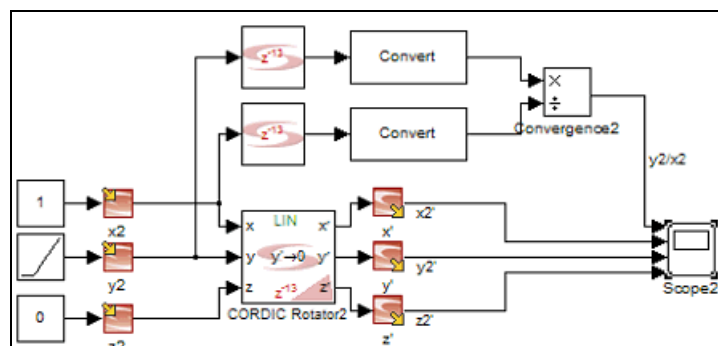 z-13
Convert
z-13
Convert
×
÷
Convergence2
y2/x2
1
x2
LIN
x
x'
x'
x2'
y2
y
y'→0
y'
y'
y2'
Scope2
0
z
z-13
z'
z'
z2'
CORDIC Rotator2